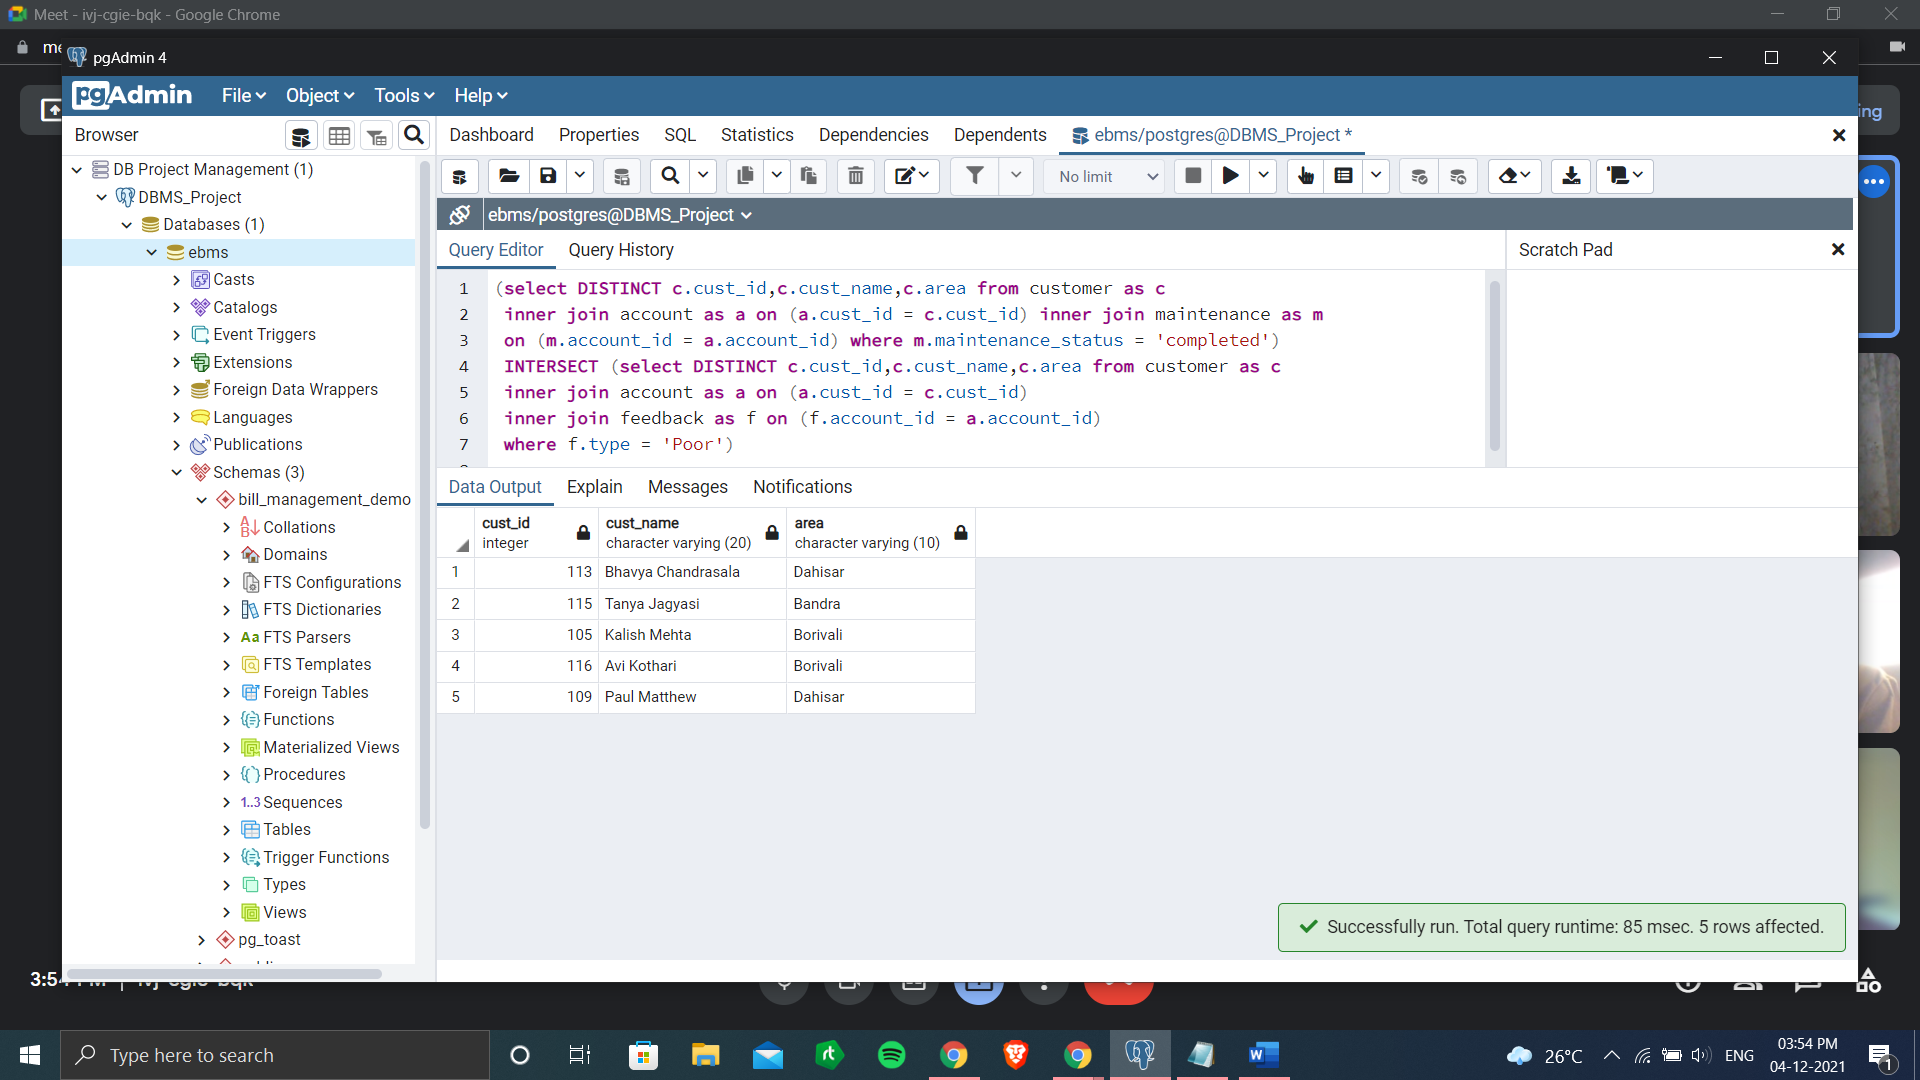 Meet - ivj-cgie-bqk - Google Chrome
pgAdmin 4
pgAdmin File Object Tools Help
Browser
Dashboard Properties SQL Statistics Dependencies Dependents ebms/postgres@DBMS_Project *
No limit
ebms/postgres@DBMS_Project
Query Editor Query History
Scratch Pad
1 (select DISTINCT c.cust_id,c.cust_name,c.area from customer as c
2 inner join account as a on (a.cust_id = c.cust_id) inner join maintenance as m
3 on (m.account_id = a.account_id) where m.maintenance_status = 'completed')
4 INTERSECT (select DISTINCT c.cust_id,c.cust_name,c.area from customer as c
5 inner join account as a on (a.cust_id = c.cust_id)
6 inner join feedback as f on (f.account_id = a.account_id)
7 where f.type = 'Poor')
DB Project Management (1)
DBMS_Project
Databases (1)
ebms
Casts
Catalogs
Event Triggers
Extensions
Foreign Data Wrappers
Languages
Publications
Schemas (3)
bill_management_demo
Collations
Domains
FTS Configurations
FTS Dictionaries
Aa FTS Parsers
FTS Templates
Foreign Tables
Functions
Materialized Views
Procedures
1..3 Sequences
Tables
Trigger Functions
Types
Views
pg_toast
Data Output Explain Messages Notifications
cust_id cust_name area
integer character varying (20) character varying (10)
1 113 Bhavya Chandrasala Dahisar
2 115 Tanya Jagyasi Bandra
3 105 Kalish Mehta Borivali
4 116 Avi Kothari Borivali
5 109 Paul Matthew Dahisar
Successfully run. Total query runtime: 85 msec. 5 rows affected.
Type here to search
26°C
ENG
03:54 PM
04-12-2021
1